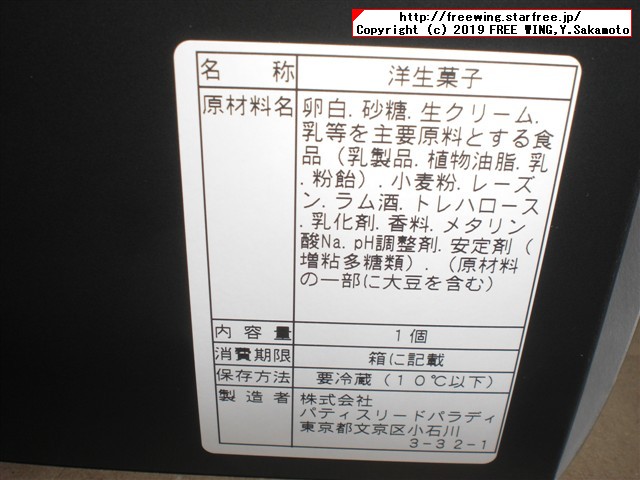 http://freewing.starfree.jp/
Copyright (c) 2019 FREE WING,Y.Sakamoto
名 称 洋生菓子
原材料名 卵白.砂糖.生クリーム.
乳等を主要原料とする食
品（乳製品.植物油脂.乳
.粉飴）.小麦粉.レーズ
ン.ラム酒.トレハロース
.乳化剤.香料.メタリン
酸Na.pH調整剤.安定剤（
増粘多糖類）.（原材料
の一部に大豆を含む）
内容量 1個
消費期限 箱に記載
保存方法 要冷蔵（10℃以下）
製造者 株式会社
パティスリードパラディ
東京都文京区小石川
3-32-1